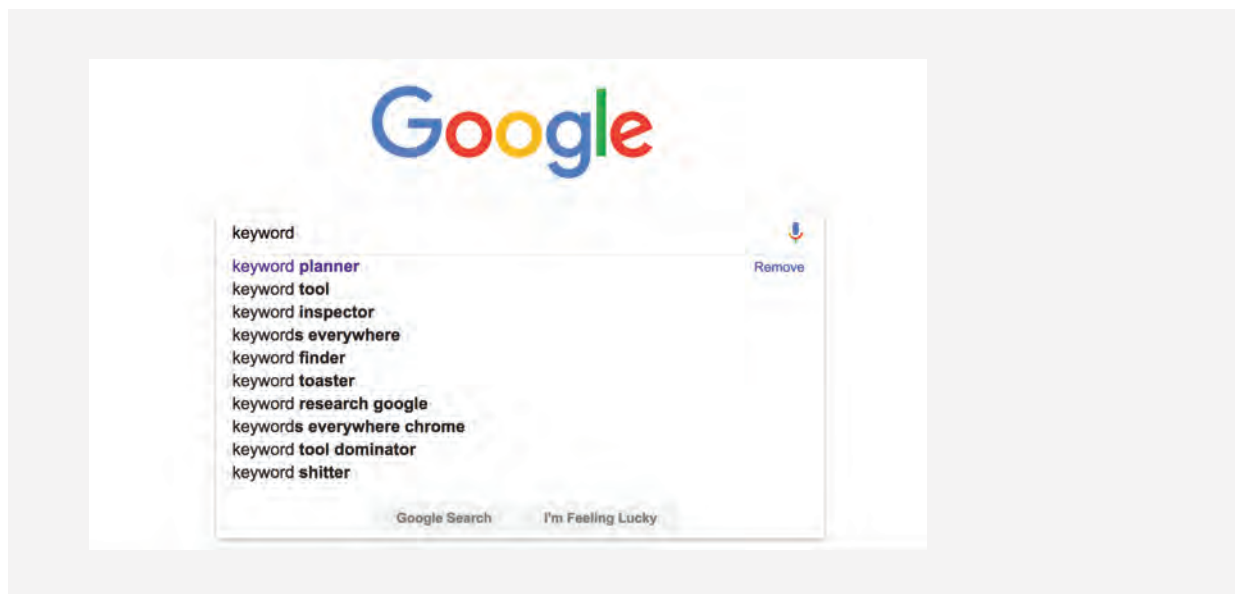 Google
keyword
keyword planner
Remove
keyword tool
keyword inspector
keywords everywhere
keyword finder
keyword toaster
keyword research google
keywords everywhere chrome
keyword tool dominator
keyword shitter
Google Search
I'm Feeling Lucky